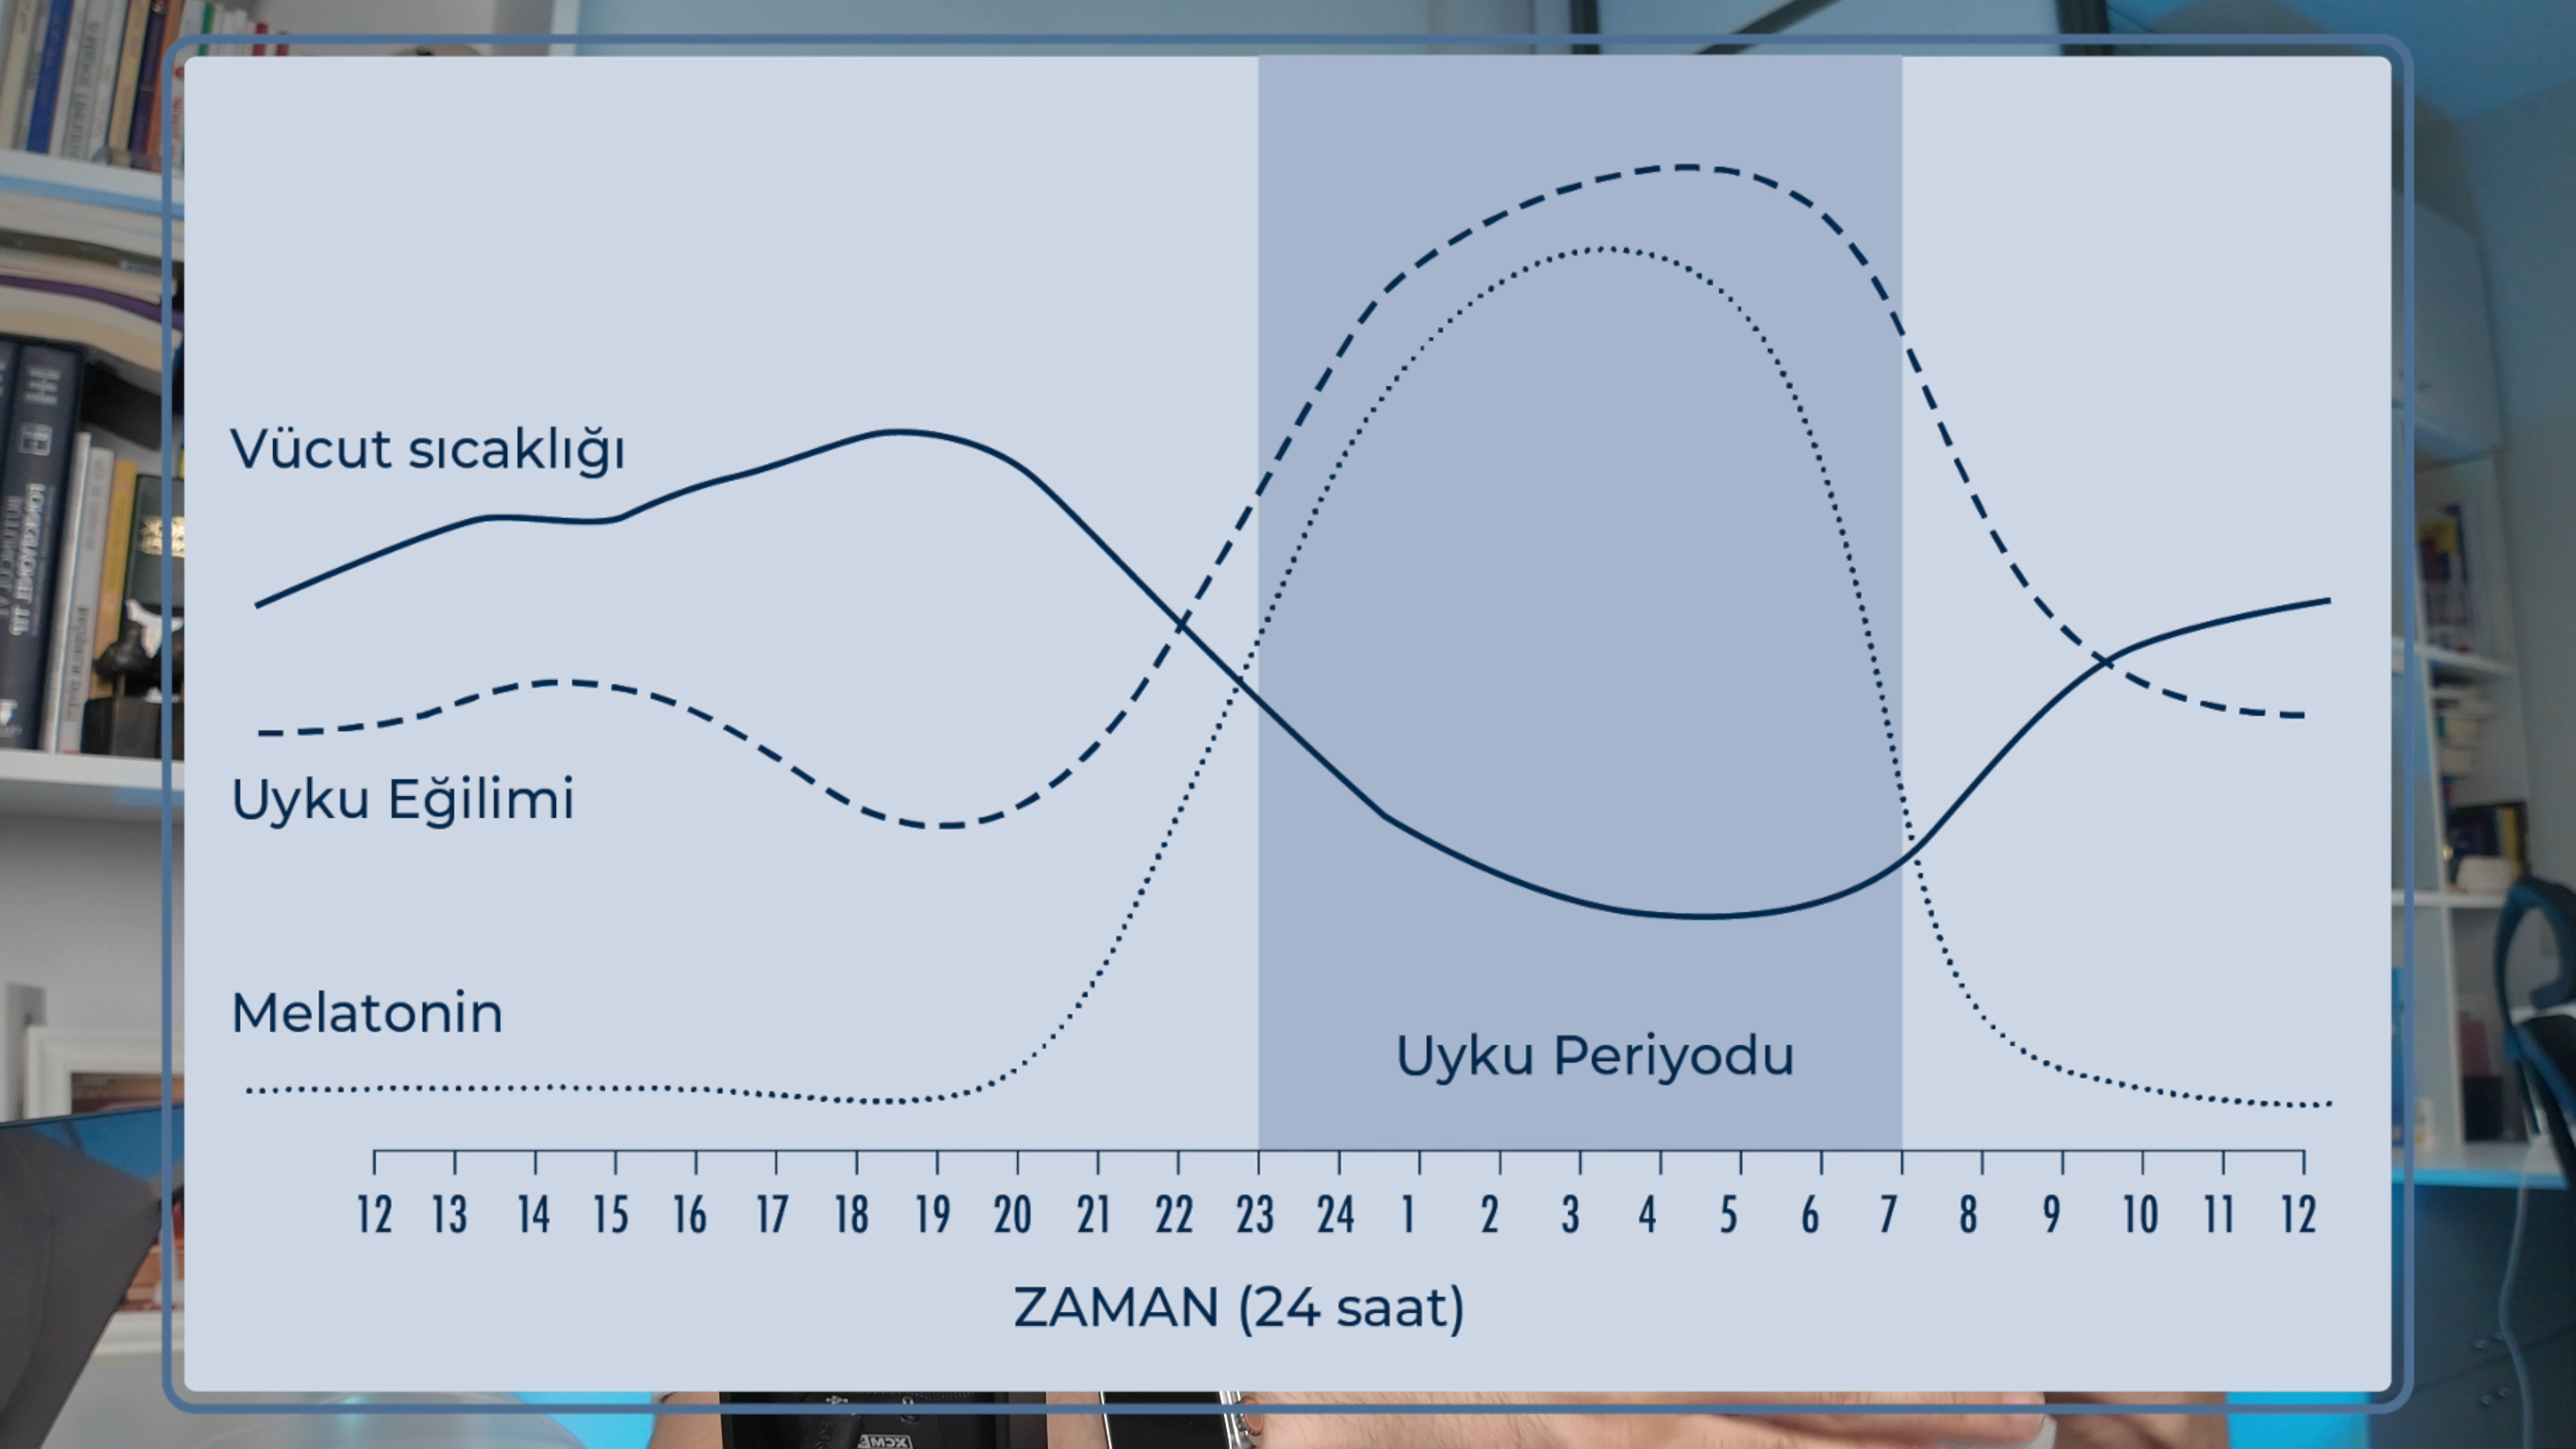 Vücut sıcaklığı
Uyku Eğilimi
Melatonin
Uyku Periyodu
12 13 14 15 16 17 18 19 20 21 22 23 24 1 2 3 4 5 6 7 8 9 10 11 12
ZAMAN (24 saat)